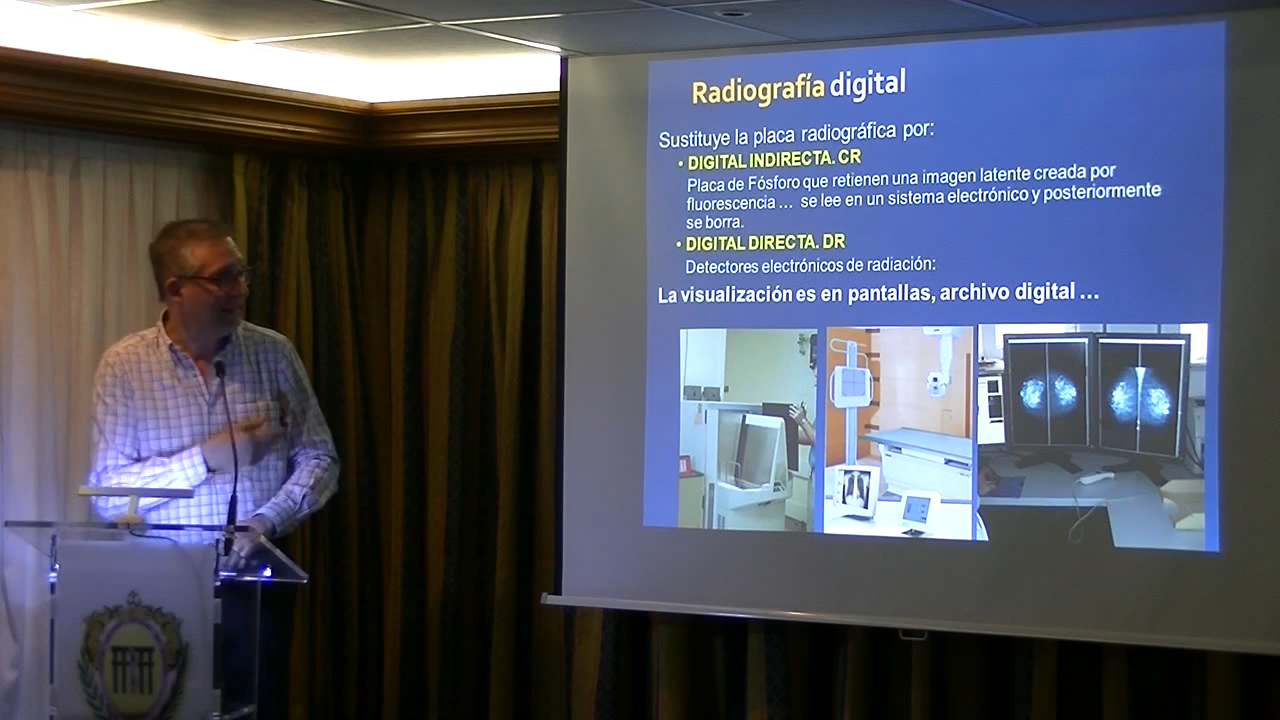 Radiografía digital
Sustituye la placa radiográfica por:
• DIGITAL INDIRECTA. CR
Placa de Fósforo que retienen una imagen latente creada por
fluorescencia … se lee en un sistema electrónico y posteriormente
se borra.
• DIGITAL DIRECTA. DR
Detectores electrónicos de radiación:
La visualización es en pantallas, archivo digital …